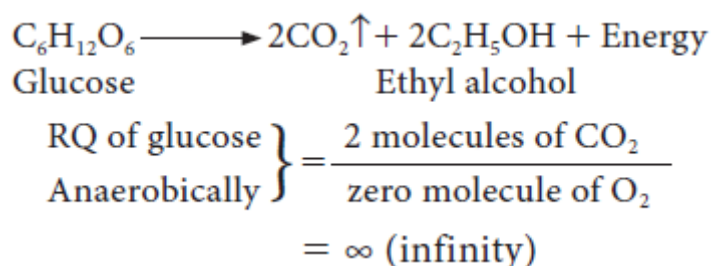 C₆H₁₂O₆ ⟶ 2CO₂↑ + 2C₂H₅OH + Energy
Glucose Ethyl alcohol
RQ of glucose
Anaerobically } = 2 molecules of CO₂ / zero molecule of O₂
= ∞ (infinity)